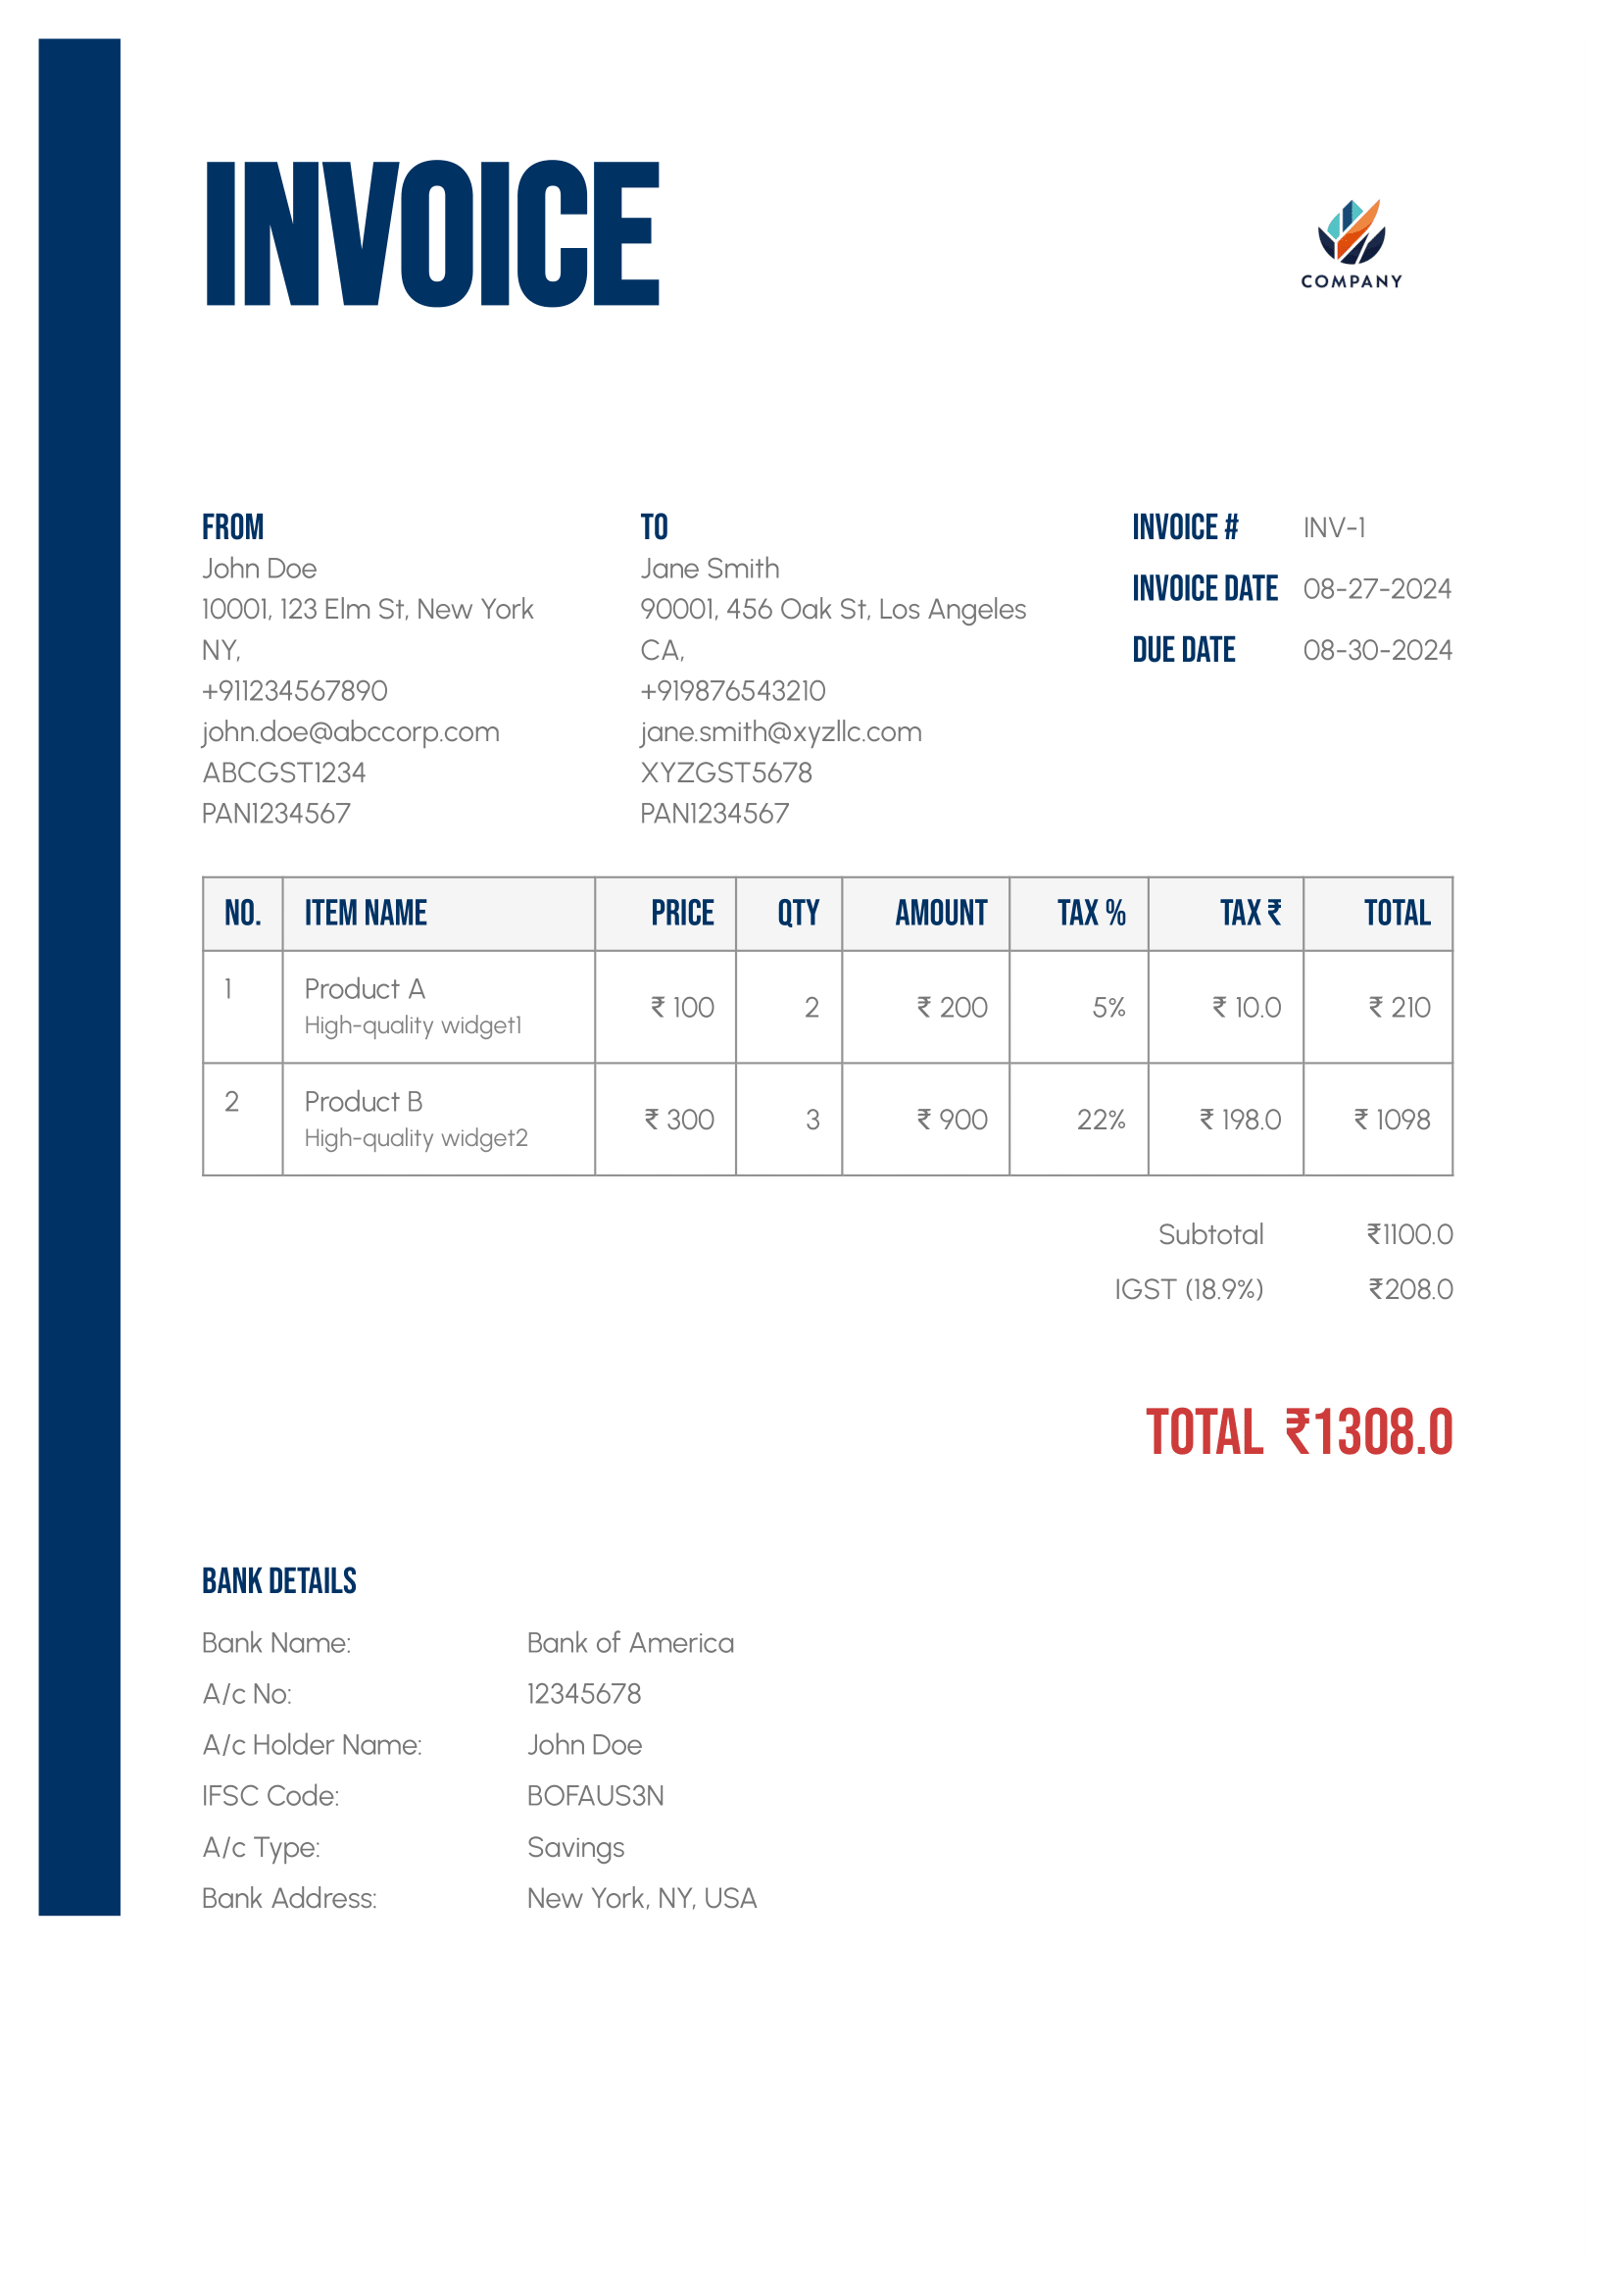 INVOICE
COMPANY
FROM
John Doe
10001, 123 Elm St, New York
NY,
+911234567890
john.doe@abccorp.com
ABCGST1234
PAN1234567
TO
Jane Smith
90001, 456 Oak St, Los Angeles
CA,
+919876543210
jane.smith@xyzllc.com
XYZGST5678
PAN1234567
INVOICE # INV-1
INVOICE DATE 08-27-2024
DUE DATE 08-30-2024
NO. ITEM NAME PRICE QTY AMOUNT TAX % TAX ₹ TOTAL
1 Product A ₹ 100 2 ₹ 200 5% ₹ 10.0 ₹ 210
High-quality widget1
2 Product B ₹ 300 3 ₹ 900 22% ₹ 198.0 ₹ 1098
High-quality widget2
Subtotal ₹1100.0
IGST (18.9%) ₹208.0
TOTAL ₹1308.0
BANK DETAILS
Bank Name: Bank of America
A/c No: 12345678
A/c Holder Name: John Doe
IFSC Code: BOFAUS3N
A/c Type: Savings
Bank Address: New York, NY, USA